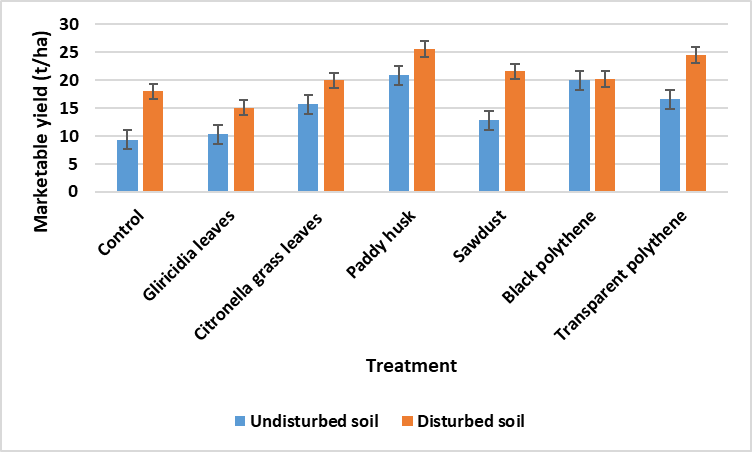 Marketable yield (t/ha)
30
25
20
15
10
5
0
Control
Gliricidia leaves
Citronella grass leaves
Paddy husk
Sawdust
Black polythene
Transparent polythene
Treatment
Undisturbed soil
Disturbed soil